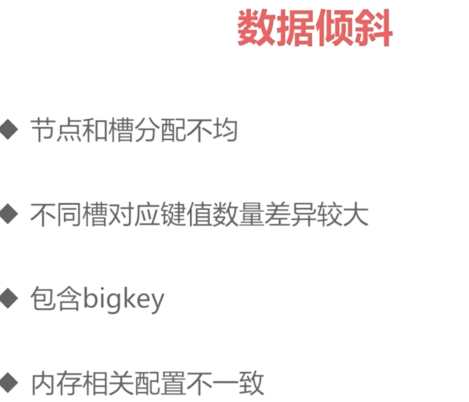 数据倾斜
◆ 节点和槽分配不均
◆ 不同槽对应键值数量差异较大
◆ 包含bigkey
◆ 内存相关配置不一致